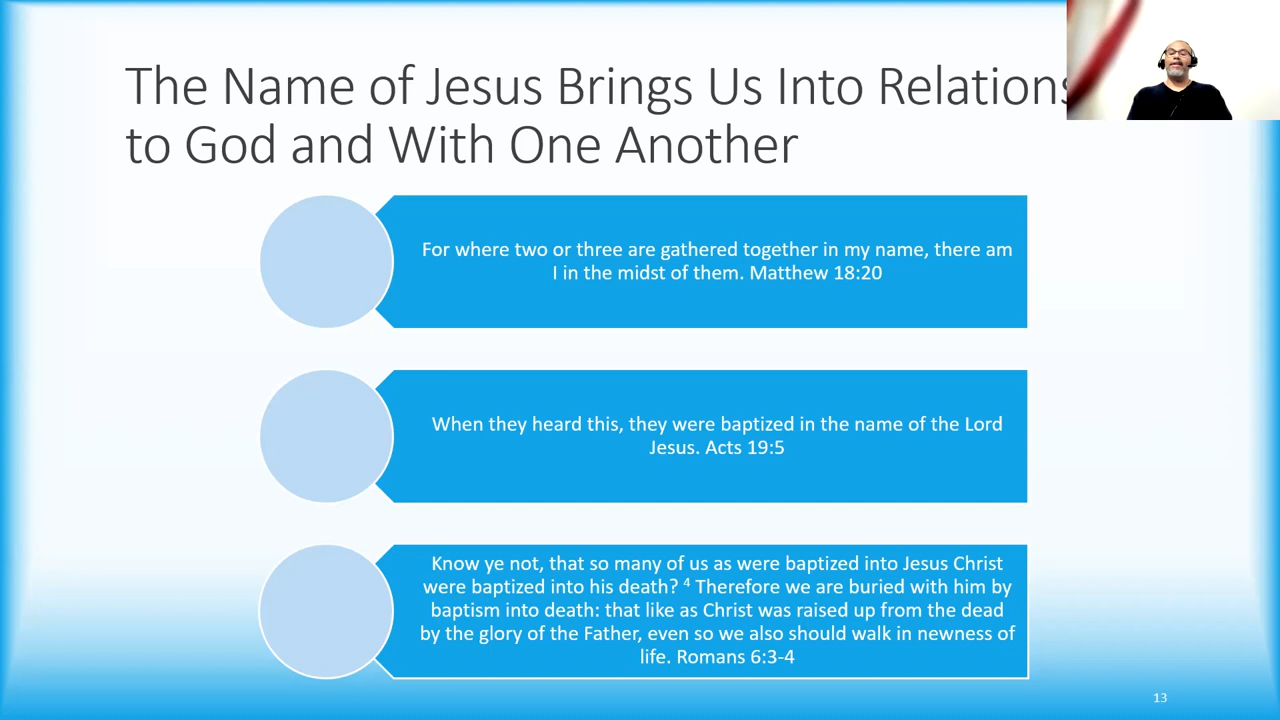 The Name of Jesus Brings Us Into Relations
to God and With One Another
For where two or three are gathered together in my name, there am
I in the midst of them. Matthew 18:20
When they heard this, they were baptized in the name of the Lord
Jesus. Acts 19:5
Know ye not, that so many of us as were baptized into Jesus Christ
were baptized into his death? ⁴ Therefore we are buried with him by
baptism into death: that like as Christ was raised up from the dead
by the glory of the Father, even so we also should walk in newness of
life. Romans 6:3-4
13